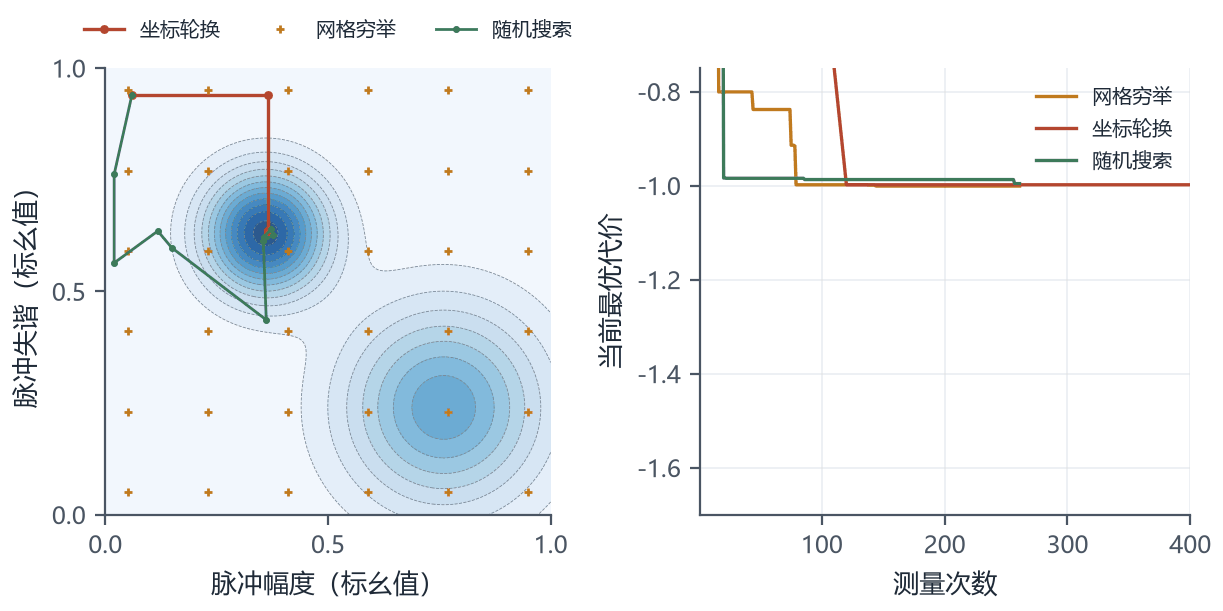 坐标轮换 网格穷举 随机搜索
1.0
0.5
0.0
0.0 0.5 1.0
脉冲失谐（标幺值）
脉冲幅度（标幺值）
-0.8
-1.0
-1.2
-1.4
-1.6
100 200 300 400
当前最优代价
测量次数
网格穷举
坐标轮换
随机搜索